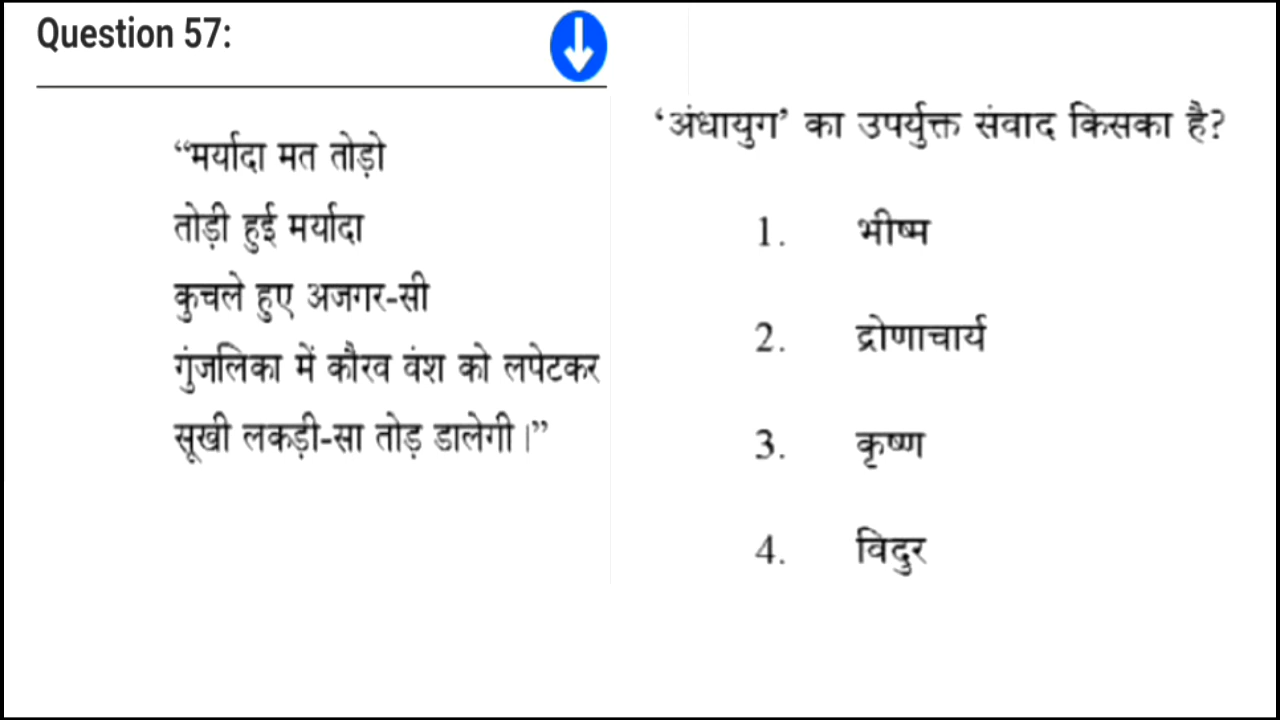 Question 57:
“मर्यादा मत तोड़ो
तोड़ी हुई मर्यादा
कुचले हुए अजगर-सी
गुंजलिका में कौरव वंश को लपेटकर
सूखी लकड़ी-सा तोड़ डालेगी।”
‘अंधायुग’ का उपर्युक्त संवाद किसका है?
1. भीष्म
2. द्रोणाचार्य
3. कृष्ण
4. विदुर